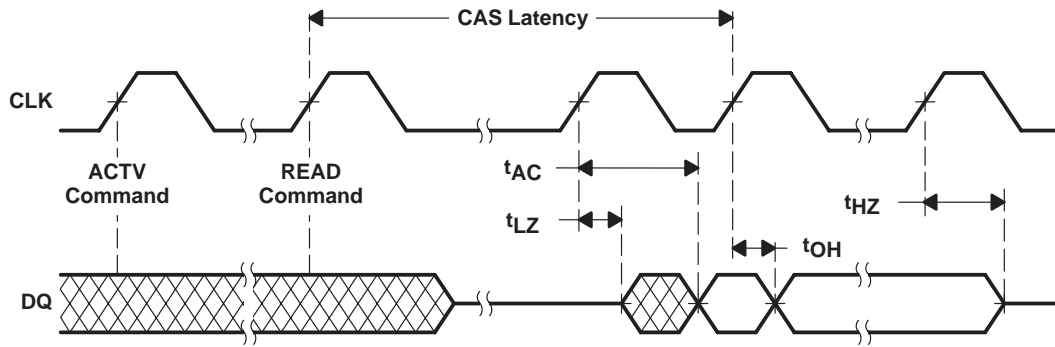 CAS Latency
CLK
ACTV
Command
READ
Command
tAC
tLZ
tHZ
tOH
DQ